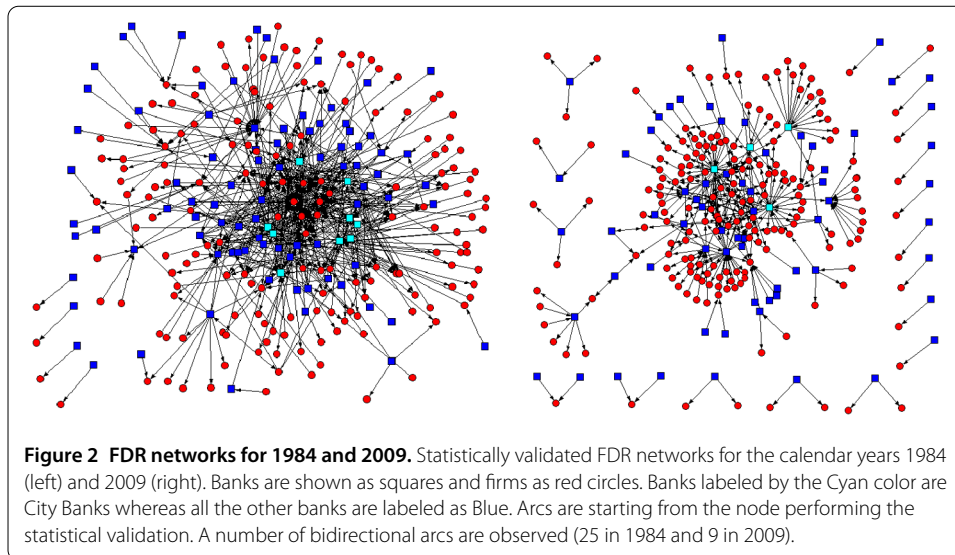 Figure 2 FDR networks for 1984 and 2009. Statistically validated FDR networks for the calendar years 1984
(left) and 2009 (right). Banks are shown as squares and firms as red circles. Banks labeled by the Cyan color are
City Banks whereas all the other banks are labeled as Blue. Arcs are starting from the node performing the
statistical validation. A number of bidirectional arcs are observed (25 in 1984 and 9 in 2009).